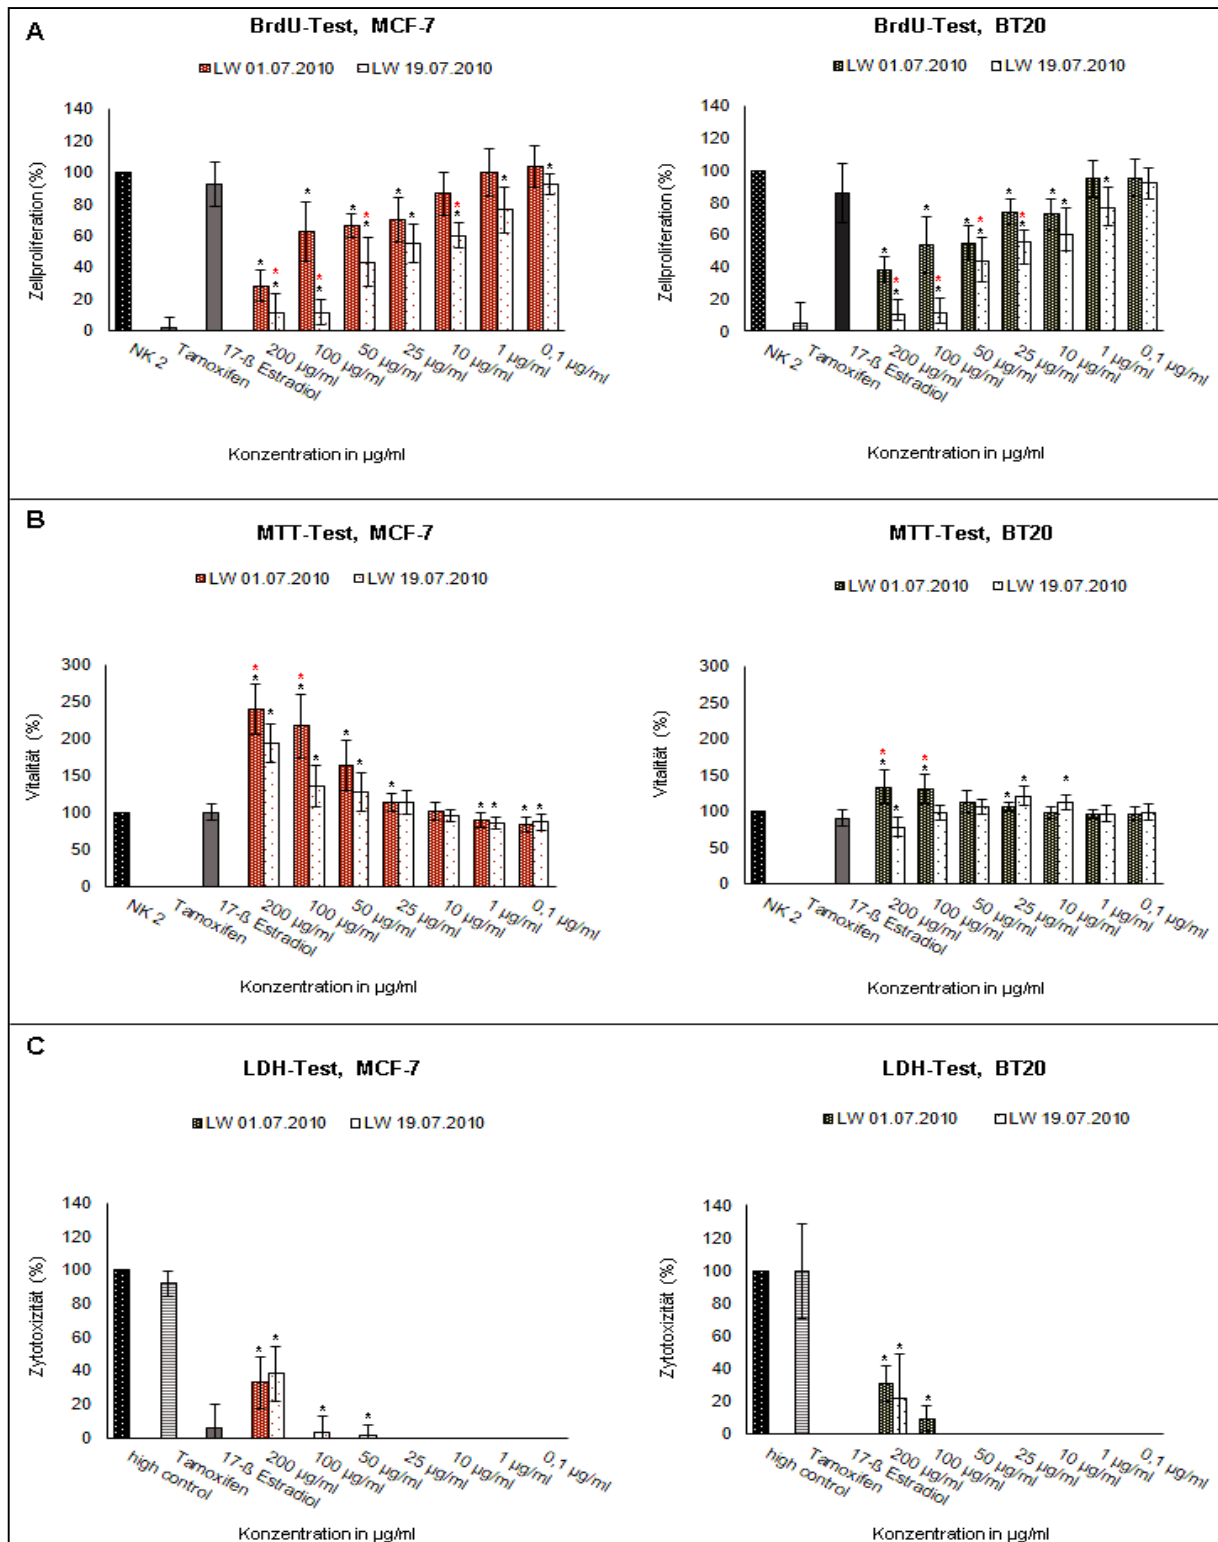 A
BrdU-Test, MCF-7
LW 01.07.2010 LW 19.07.2010
Zellproliferation (%)
140
120
100
80
60
40
20
0
NK 2
Tamoxifen
17-ß Estradiol
200 µg/ml
100 µg/ml
50 µg/ml
25 µg/ml
10 µg/ml
1 µg/ml
0,1 µg/ml
Konzentration in µg/ml
BrdU-Test, BT20
LW 01.07.2010 LW 19.07.2010
Zellproliferation (%)
140
120
100
80
60
40
20
0
NK 2
Tamoxifen
17-ß Estradiol
200 µg/ml
100 µg/ml
50 µg/ml
25 µg/ml
10 µg/ml
1 µg/ml
0,1 µg/ml
Konzentration in µg/ml
B
MTT-Test, MCF-7
LW 01.07.2010 LW 19.07.2010
Vitalität (%)
300
250
200
150
100
50
0
NK 2
Tamoxifen
17-ß Estradiol
200 µg/ml
100 µg/ml
50 µg/ml
25 µg/ml
10 µg/ml
1 µg/ml
0,1 µg/ml
Konzentration in µg/ml
MTT-Test, BT20
LW 01.07.2010 LW 19.07.2010
Vitalität (%)
300
250
200
150
100
50
0
NK 2
Tamoxifen
17-ß Estradiol
200 µg/ml
100 µg/ml
50 µg/ml
25 µg/ml
10 µg/ml
1 µg/ml
0,1 µg/ml
Konzentration in µg/ml
C
LDH-Test, MCF-7
LW 01.07.2010 LW 19.07.2010
Zytotoxizität (%)
140
120
100
80
60
40
20
0
high control
Tamoxifen
17-ß Estradiol
200 µg/ml
100 µg/ml
50 µg/ml
25 µg/ml
10 µg/ml
1 µg/ml
0,1 µg/ml
Konzentration in µg/ml
LDH-Test, BT20
LW 01.07.2010 LW 19.07.2010
Zytotoxizität (%)
140
120
100
80
60
40
20
0
high control
Tamoxifen
17-ß Estradiol
200 µg/ml
100 µg/ml
50 µg/ml
25 µg/ml
10 µg/ml
1 µg/ml
0,1 µg/ml
Konzentration in µg/ml